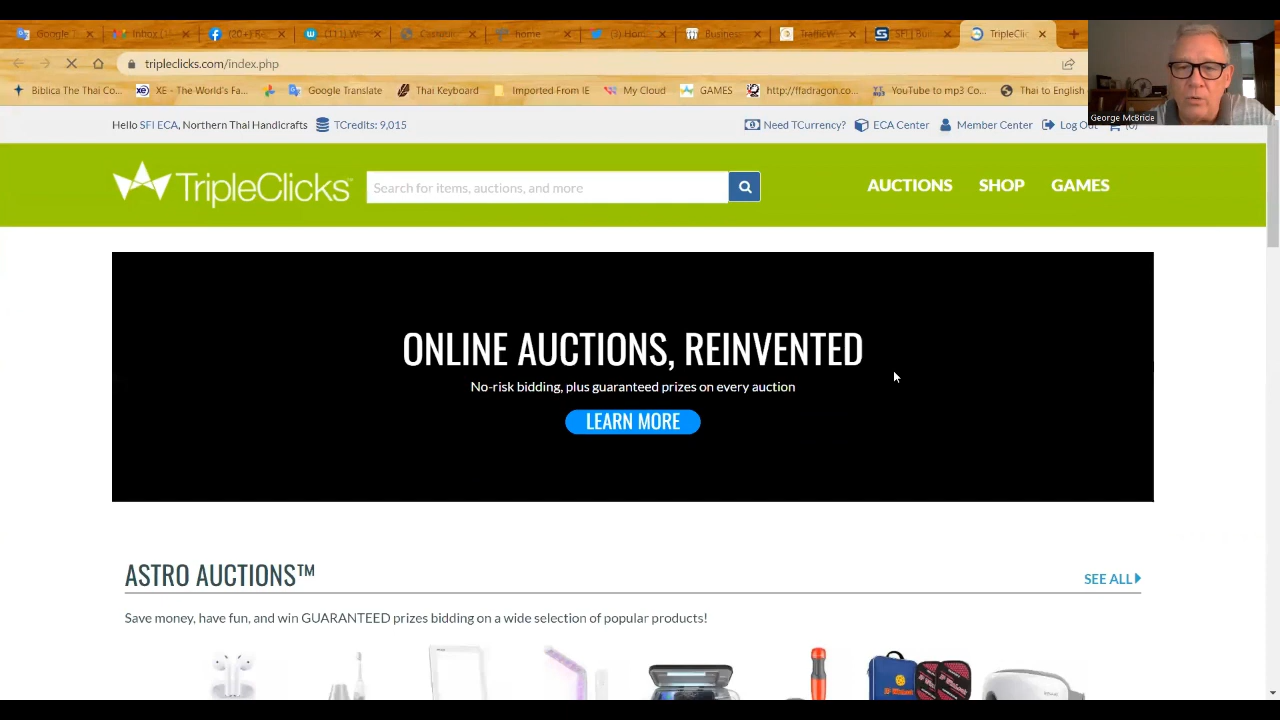 Google
Inbox (1
(20+) F
(11) W
Casteui
home
(3) Hom
Business
TrafficW
SFI | Bu
TripleClic
tripleclicks.com/index.php
Biblica The Thai Co...
XE - The World's Fa...
Google Translate
Thai Keyboard
Imported From IE
My Cloud
GAMES
http://ffadragon.co...
YouTube to mp3 Co...
Thai to English
George McBride
Hello SFI ECA, Northern Thai Handicrafts
TCredits: 9,015
Need TCurrency?
ECA Center
Member Center
Log Out
(0)
TripleClicks
Search for items, auctions, and more
AUCTIONS
SHOP
GAMES
ONLINE AUCTIONS, REINVENTED
No-risk bidding, plus guaranteed prizes on every auction
LEARN MORE
ASTRO AUCTIONS™
SEE ALL
Save money, have fun, and win GUARANTEED prizes bidding on a wide selection of popular products!